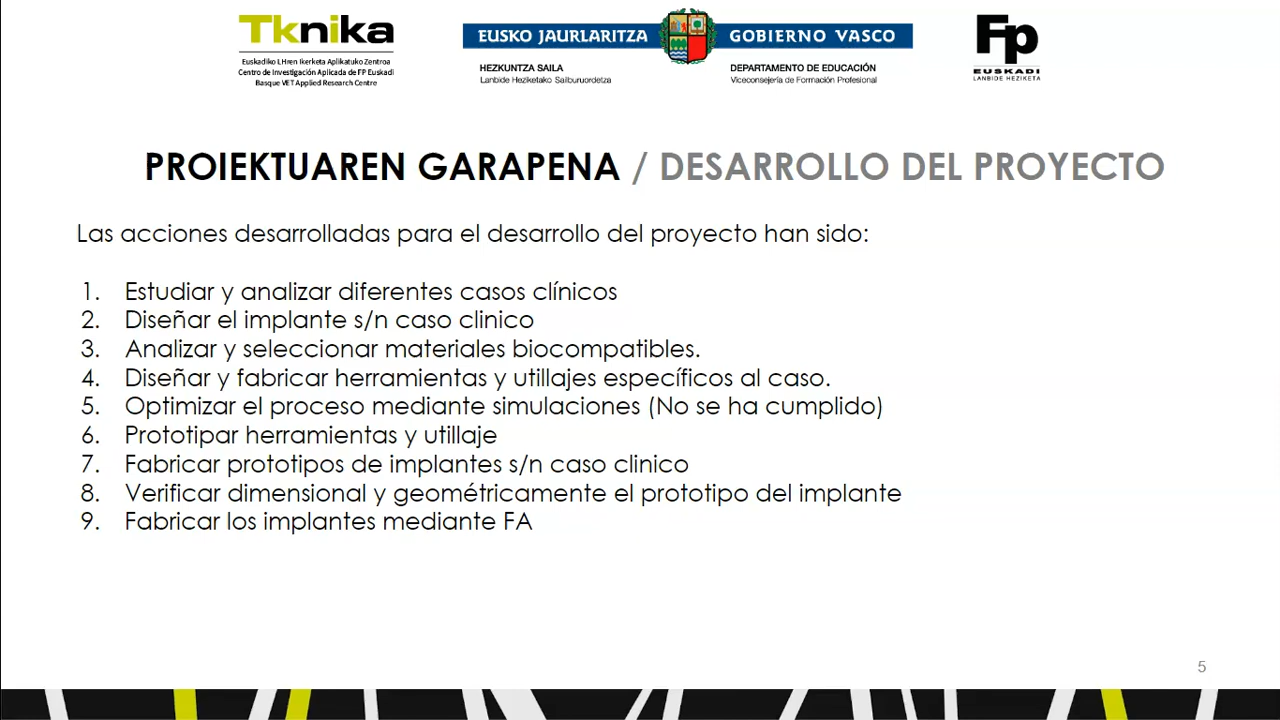 Tknika
Euskadiko LHren Ikerketa Aplikatuko Zentroa
Centro de Investigación Aplicada de FP Euskadi
Basque VET Applied Research Centre
EUSKO JAURLARITZA GOBIERNO VASCO
HEZKUNTZA SAILA
Lanbide Heziketako Sailburuordetza
DEPARTAMENTO DE EDUCACIÓN
Viceconsejería de Formación Profesional
Fp
EUSKADI
LANBIDE HEZIKETA
PROIEKTUAREN GARAPENA / DESARROLLO DEL PROYECTO
Las acciones desarrolladas para el desarrollo del proyecto han sido:
1. Estudiar y analizar diferentes casos clínicos
2. Diseñar el implante s/n caso clinico
3. Analizar y seleccionar materiales biocompatibles.
4. Diseñar y fabricar herramientas y utillajes específicos al caso.
5. Optimizar el proceso mediante simulaciones (No se ha cumplido)
6. Prototipar herramientas y utillaje
7. Fabricar prototipos de implantes s/n caso clinico
8. Verificar dimensional y geométricamente el prototipo del implante
9. Fabricar los implantes mediante FA
5